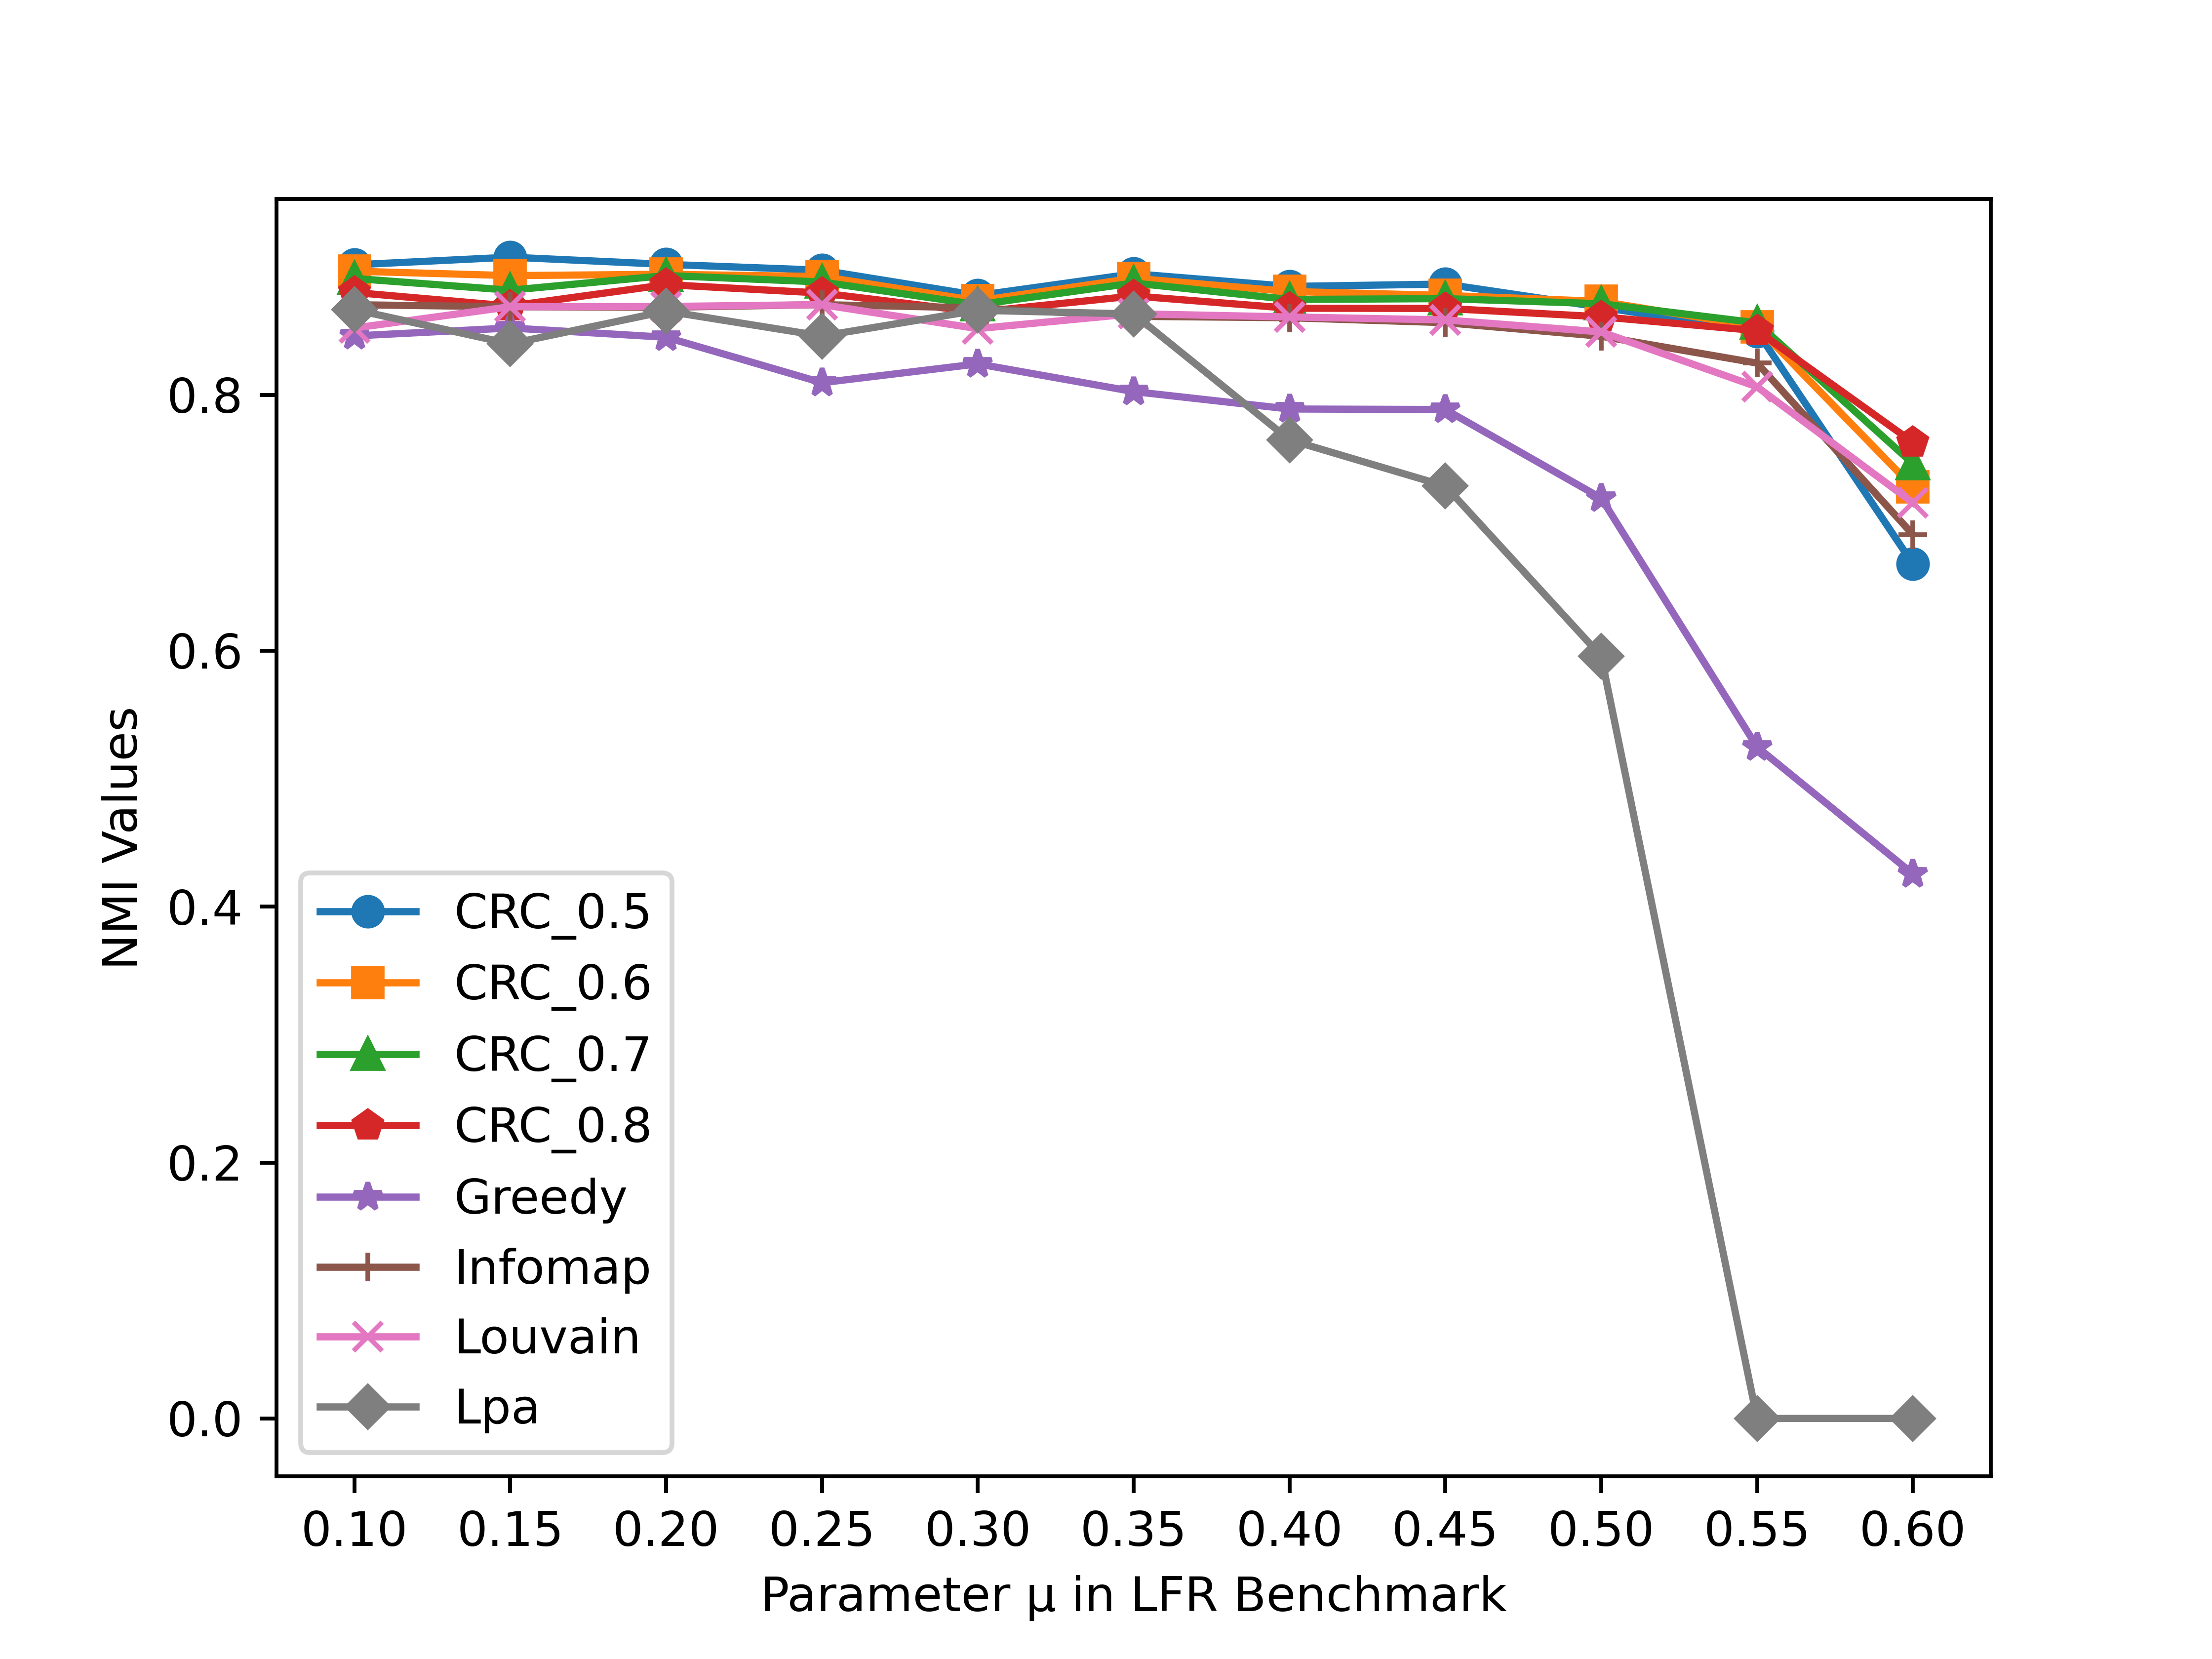 0.8
0.6
0.4
0.2
0.0
NMI Values
CRC_0.5
CRC_0.6
CRC_0.7
CRC_0.8
Greedy
Infomap
Louvain
Lpa
0.10 0.15 0.20 0.25 0.30 0.35 0.40 0.45 0.50 0.55 0.60
Parameter μ in LFR Benchmark